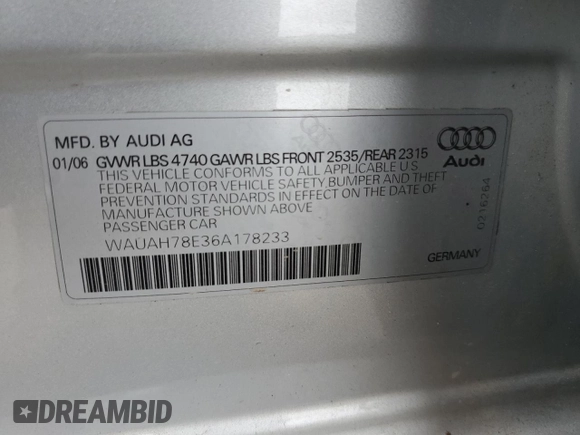 MFD. BY AUDI AG
01/06 GVWR LBS 4740 GAWR LBS FRONT 2535/REAR 2315
THIS VEHICLE CONFORMS TO ALL APPLICABLE U S
FEDERAL MOTOR VEHICLE SAFETY,BUMPER AND THEFT
PREVENTION STANDARDS IN EFFECT ON THE DATE OF
MANUFACTURE SHOWN ABOVE
PASSENGER CAR
WAUAH78E36A178233
Audi
0216264
GERMANY
DREAMBID